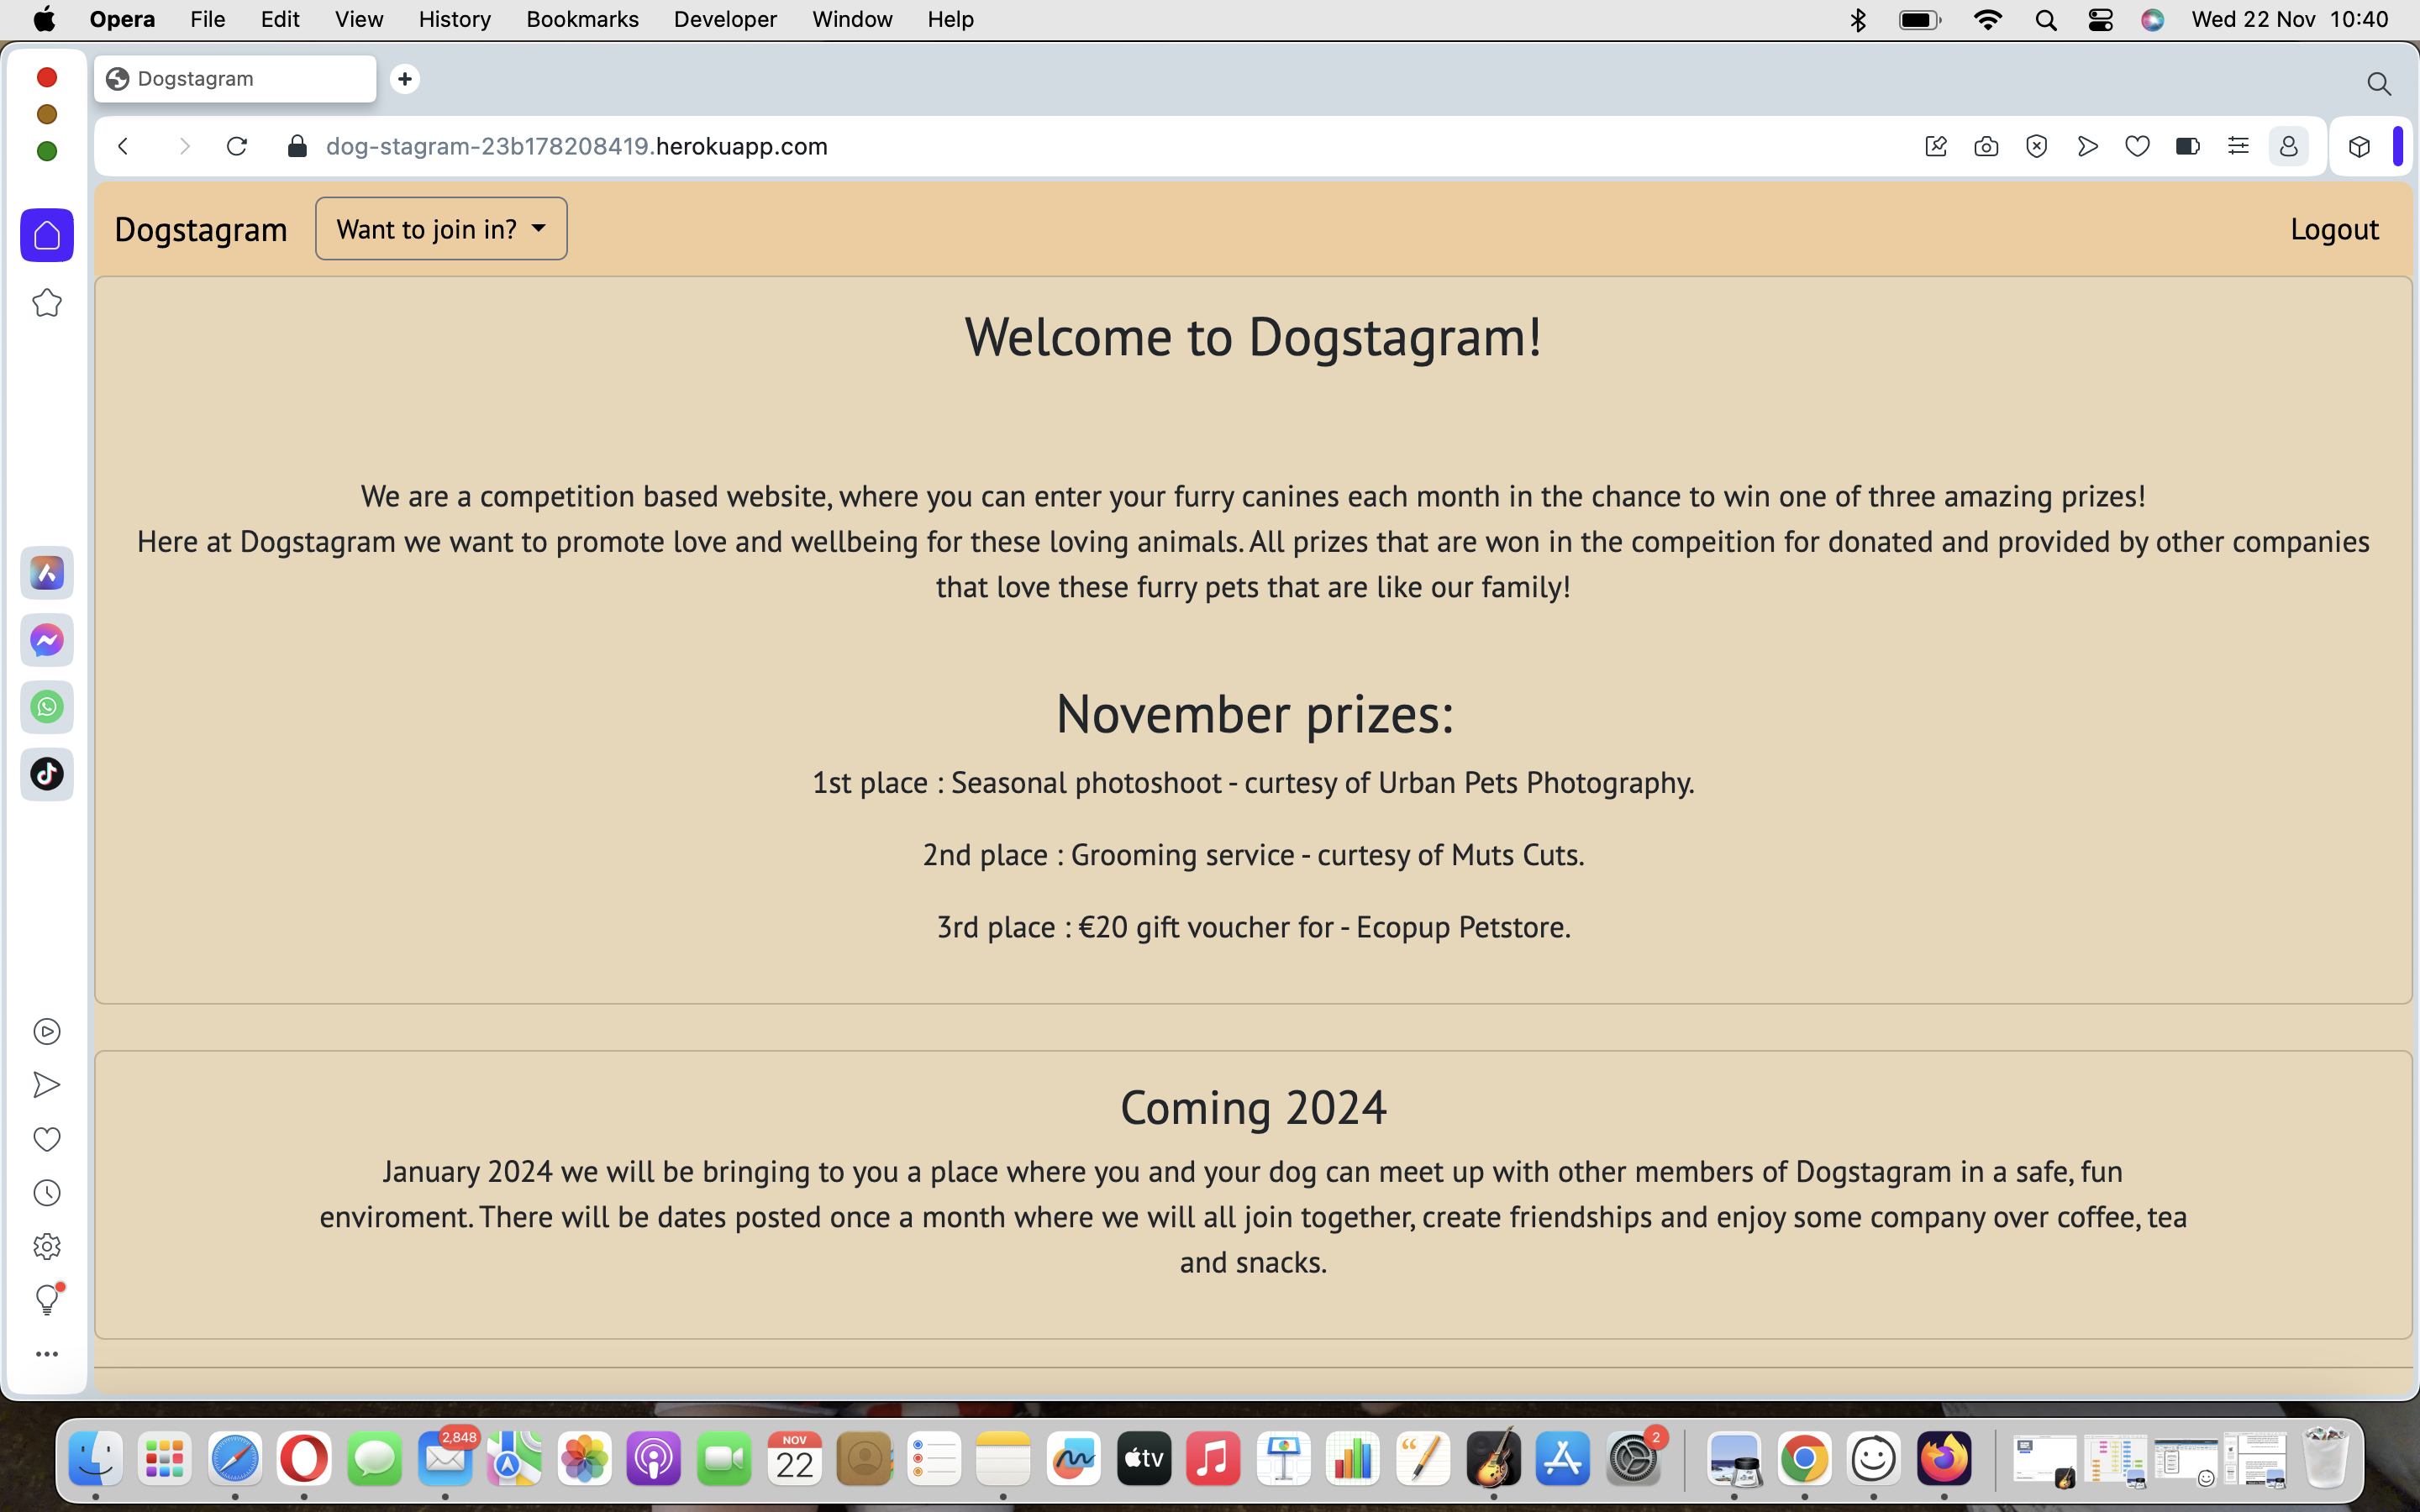 Opera File Edit View History Bookmarks Developer Window Help Wed 22 Nov 10:40
Dogstagram
dog-stagram-23b178208419.herokuapp.com
Dogstagram Want to join in? Logout
Welcome to Dogstagram!
We are a competition based website, where you can enter your furry canines each month in the chance to win one of three amazing prizes!
Here at Dogstagram we want to promote love and wellbeing for these loving animals. All prizes that are won in the compeition for donated and provided by other companies
that love these furry pets that are like our family!
November prizes:
1st place : Seasonal photoshoot - curtesy of Urban Pets Photography.
2nd place : Grooming service - curtesy of Muts Cuts.
3rd place : €20 gift voucher for - Ecopup Petstore.
Coming 2024
January 2024 we will be bringing to you a place where you and your dog can meet up with other members of Dogstagram in a safe, fun
enviroment. There will be dates posted once a month where we will all join together, create friendships and enjoy some company over coffee, tea
and snacks.
2,848
NOV
22
tv
2